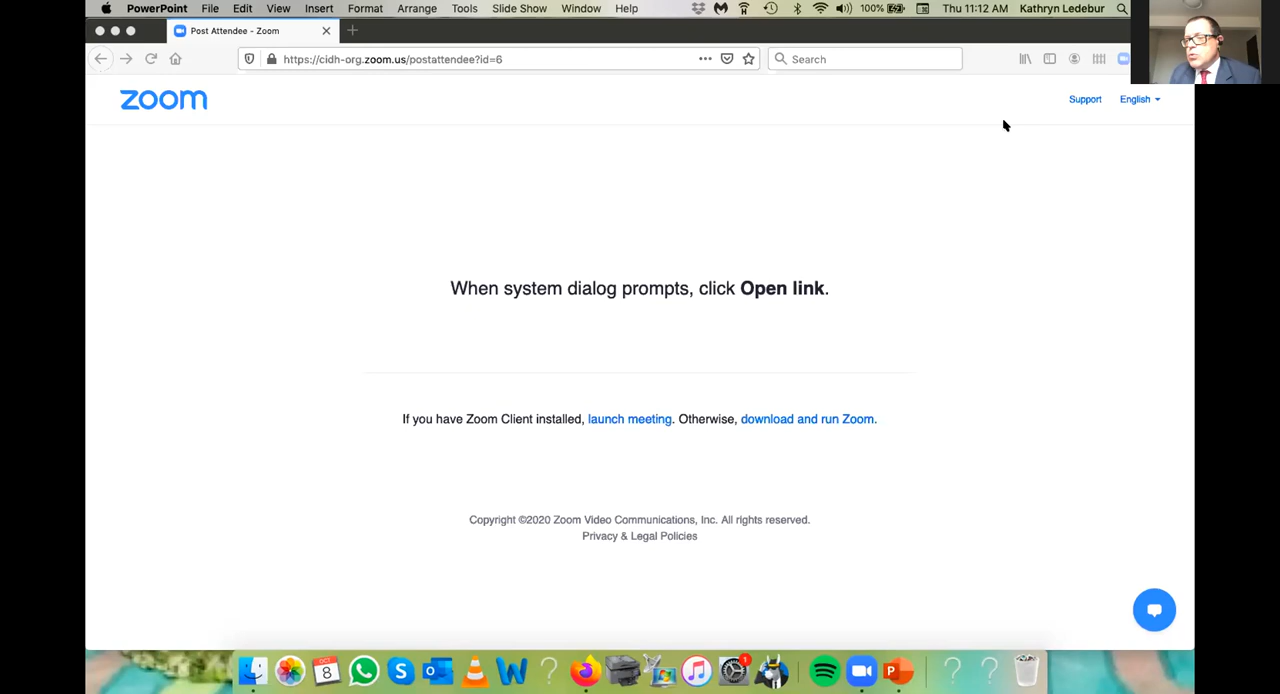 PowerPoint File Edit View Insert Format Arrange Tools Slide Show Window Help 100% Thu 11:12 AM Kathryn Ledebur
Post Attendee - Zoom
https://cidh-org.zoom.us/postattendee?id=6 Search
zoom Support English
When system dialog prompts, click Open link.
If you have Zoom Client installed, launch meeting. Otherwise, download and run Zoom.
Copyright ©2020 Zoom Video Communications, Inc. All rights reserved.
Privacy & Legal Policies
OCT 8 W ? 1 P ? ?